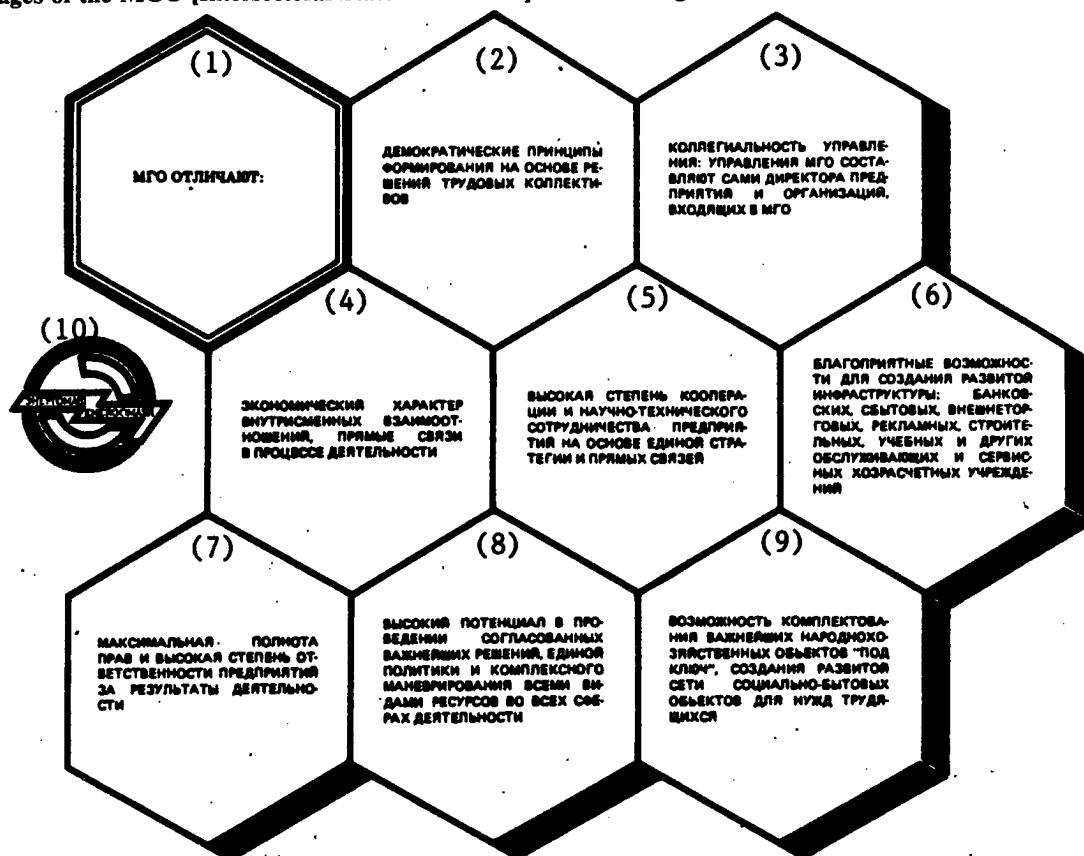 ages of the МГО
(1)
МГО ОТЛИЧАЮТ:
(2)
ДЕМОКРАТИЧЕСКИЕ ПРИНЦИПЫ
ФОРМИРОВАНИЯ НА ОСНОВЕ РЕ-
ШЕНИЙ ТРУДОВЫХ КОЛЛЕКТИ-
ВОВ
(3)
КОЛЛЕГИАЛЬНОСТЬ УПРАВЛЕ-
НИЯ: УПРАВЛЕНИЯ МГО СОСТА-
ВЛЯЮТ САМИ ДИРЕКТОРА ПРЕД-
ПРИЯТИЙ И ОРГАНИЗАЦИЙ,
ВХОДЯЩИХ В МГО
(4)
ЭКОНОМИЧЕСКИЙ ХАРАКТЕР
ВНУТРИСМЕННЫХ ВЗАИМООТ-
НОШЕНИЙ, ПРЯМЫЕ СВЯЗИ
В ПРОЦЕССЕ ДЕЯТЕЛЬНОСТИ
(5)
ВЫСОКАЯ СТЕПЕНЬ КООПЕРА-
ЦИИ И НАУЧНО-ТЕХНИЧЕСКОГО
СОТРУДНИЧЕСТВА ПРЕДПРИЯ-
ТИЙ НА ОСНОВЕ ЕДИНОЙ СТРА-
ТЕГИИ И ПРЯМЫХ СВЯЗЕЙ
(6)
БЛАГОПРИЯТНЫЕ ВОЗМОЖНОС-
ТИ ДЛЯ СОЗДАНИЯ РАЗВИТОЙ
ИНФРАСТРУКТУРЫ: БАНКОВ-
СКИХ, СБЫТОВЫХ, ВНЕШНЕТОР-
ГОВЫХ, РЕКЛАМНЫХ, СТРОИТЕ-
ЛЬНЫХ, УЧЕБНЫХ И ДРУГИХ
ОБСЛУЖИВАЮЩИХ И СЕРВИС-
НЫХ ХОЗРАСЧЕТНЫХ УЧРЕЖДЕ-
НИЙ
(10)
(7)
МАКСИМАЛЬНАЯ ПОЛНОТА
ПРАВ И ВЫСОКАЯ СТЕПЕНЬ ОТ-
ВЕТСТВЕННОСТИ ПРЕДПРИЯТИЙ
ЗА РЕЗУЛЬТАТЫ ДЕЯТЕЛЬНО-
СТИ
(8)
ВЫСОКИЙ ПОТЕНЦИАЛ В ПРО-
ВЕДЕНИИ СОГЛАСОВАННЫХ
ВАЖНЕЙШИХ РЕШЕНИЙ, ЕДИНОЙ
ПОЛИТИКИ И КОМПЛЕКСНОГО
МАНЕВРИРОВАНИЯ ВСЕМИ ВИ-
ДАМИ РЕСУРСОВ ВО ВСЕХ СФЕ-
РАХ ДЕЯТЕЛЬНОСТИ
(9)
ВОЗМОЖНОСТЬ КОМПЛЕКТОВА-
НИЯ ВАЖНЕЙШИХ НАРОДНОХО-
ЗЯЙСТВЕННЫХ ОБЪЕКТОВ "ПОД
КЛЮЧ", СОЗДАНИЯ РАЗВИТОЙ
СЕТИ СОЦИАЛЬНО-БЫТОВЫХ
ОБЪЕКТОВ ДЛЯ НУЖД ТРУДЯ-
ЩИХСЯ